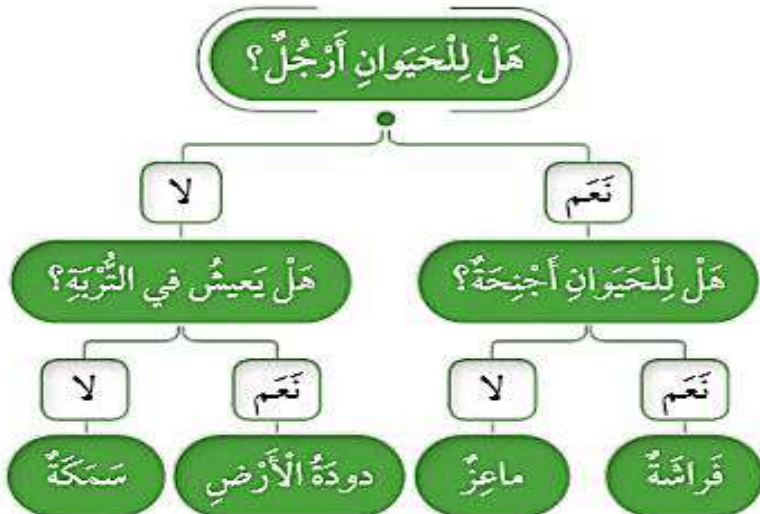 هَلْ لِلْحَيَوانِ أَرْجُلٌ؟
نَعَم
لا
هَلْ لِلْحَيَوانِ أَجْنِحَةٌ؟
هَلْ يَعيشُ في التُّرْبَةِ؟
نَعَم
لا
نَعَم
لا
فَراشَةٌ
ماعِزٌ
دودَةُ الْأَرْضِ
سَمَكَةٌ